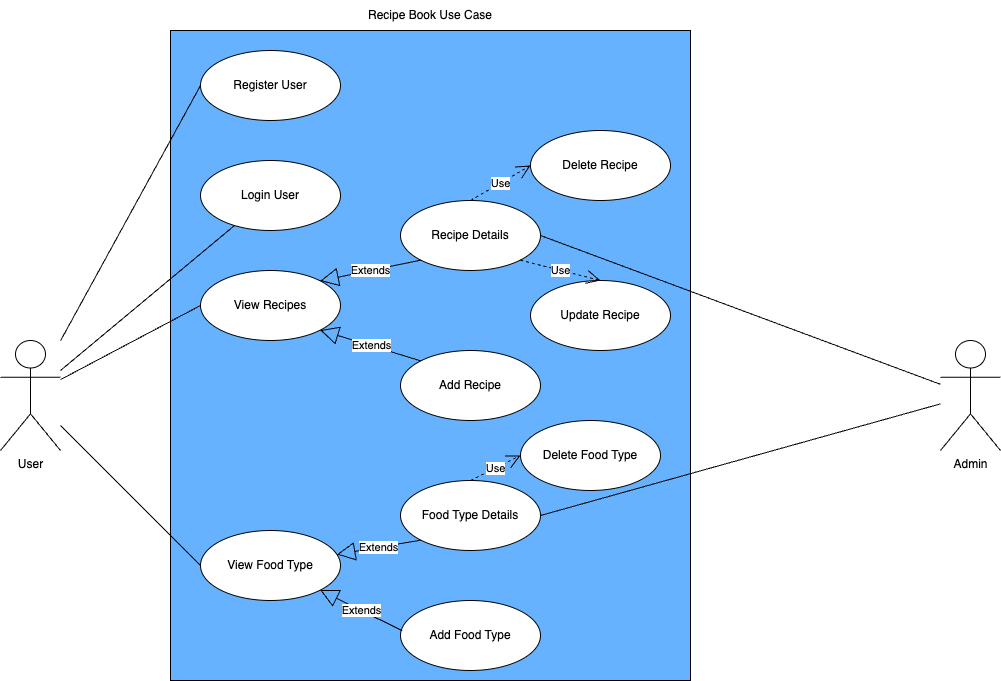 Recipe Book Use Case
Register User
Delete Recipe
Use
Login User
Recipe Details
Extends
Use
View Recipes
Update Recipe
Extends
Add Recipe
User
Admin
Delete Food Type
Use
Food Type Details
Extends
View Food Type
Extends
Add Food Type